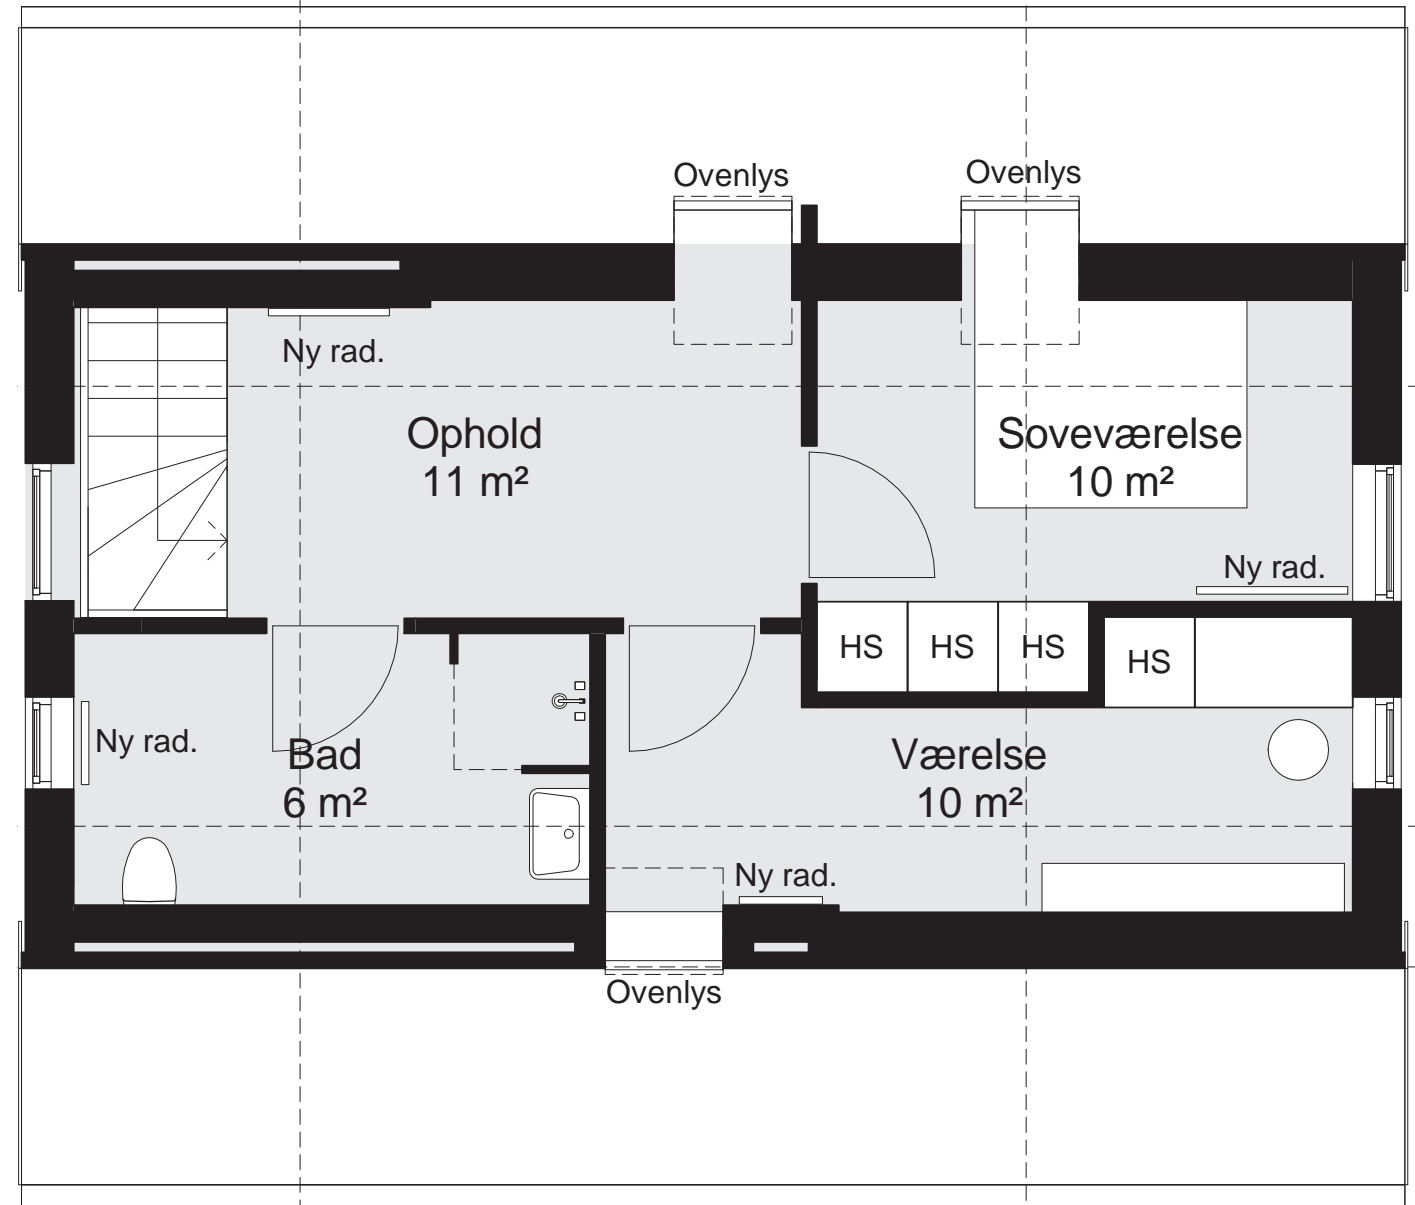 Ovenlys
Ovenlys
Ny rad.
Ophold
11 m²
Soveværelse
10 m²
Ny rad.
HS
HS
HS
HS
Ny rad.
Bad
6 m²
Værelse
10 m²
Ny rad.
Ovenlys